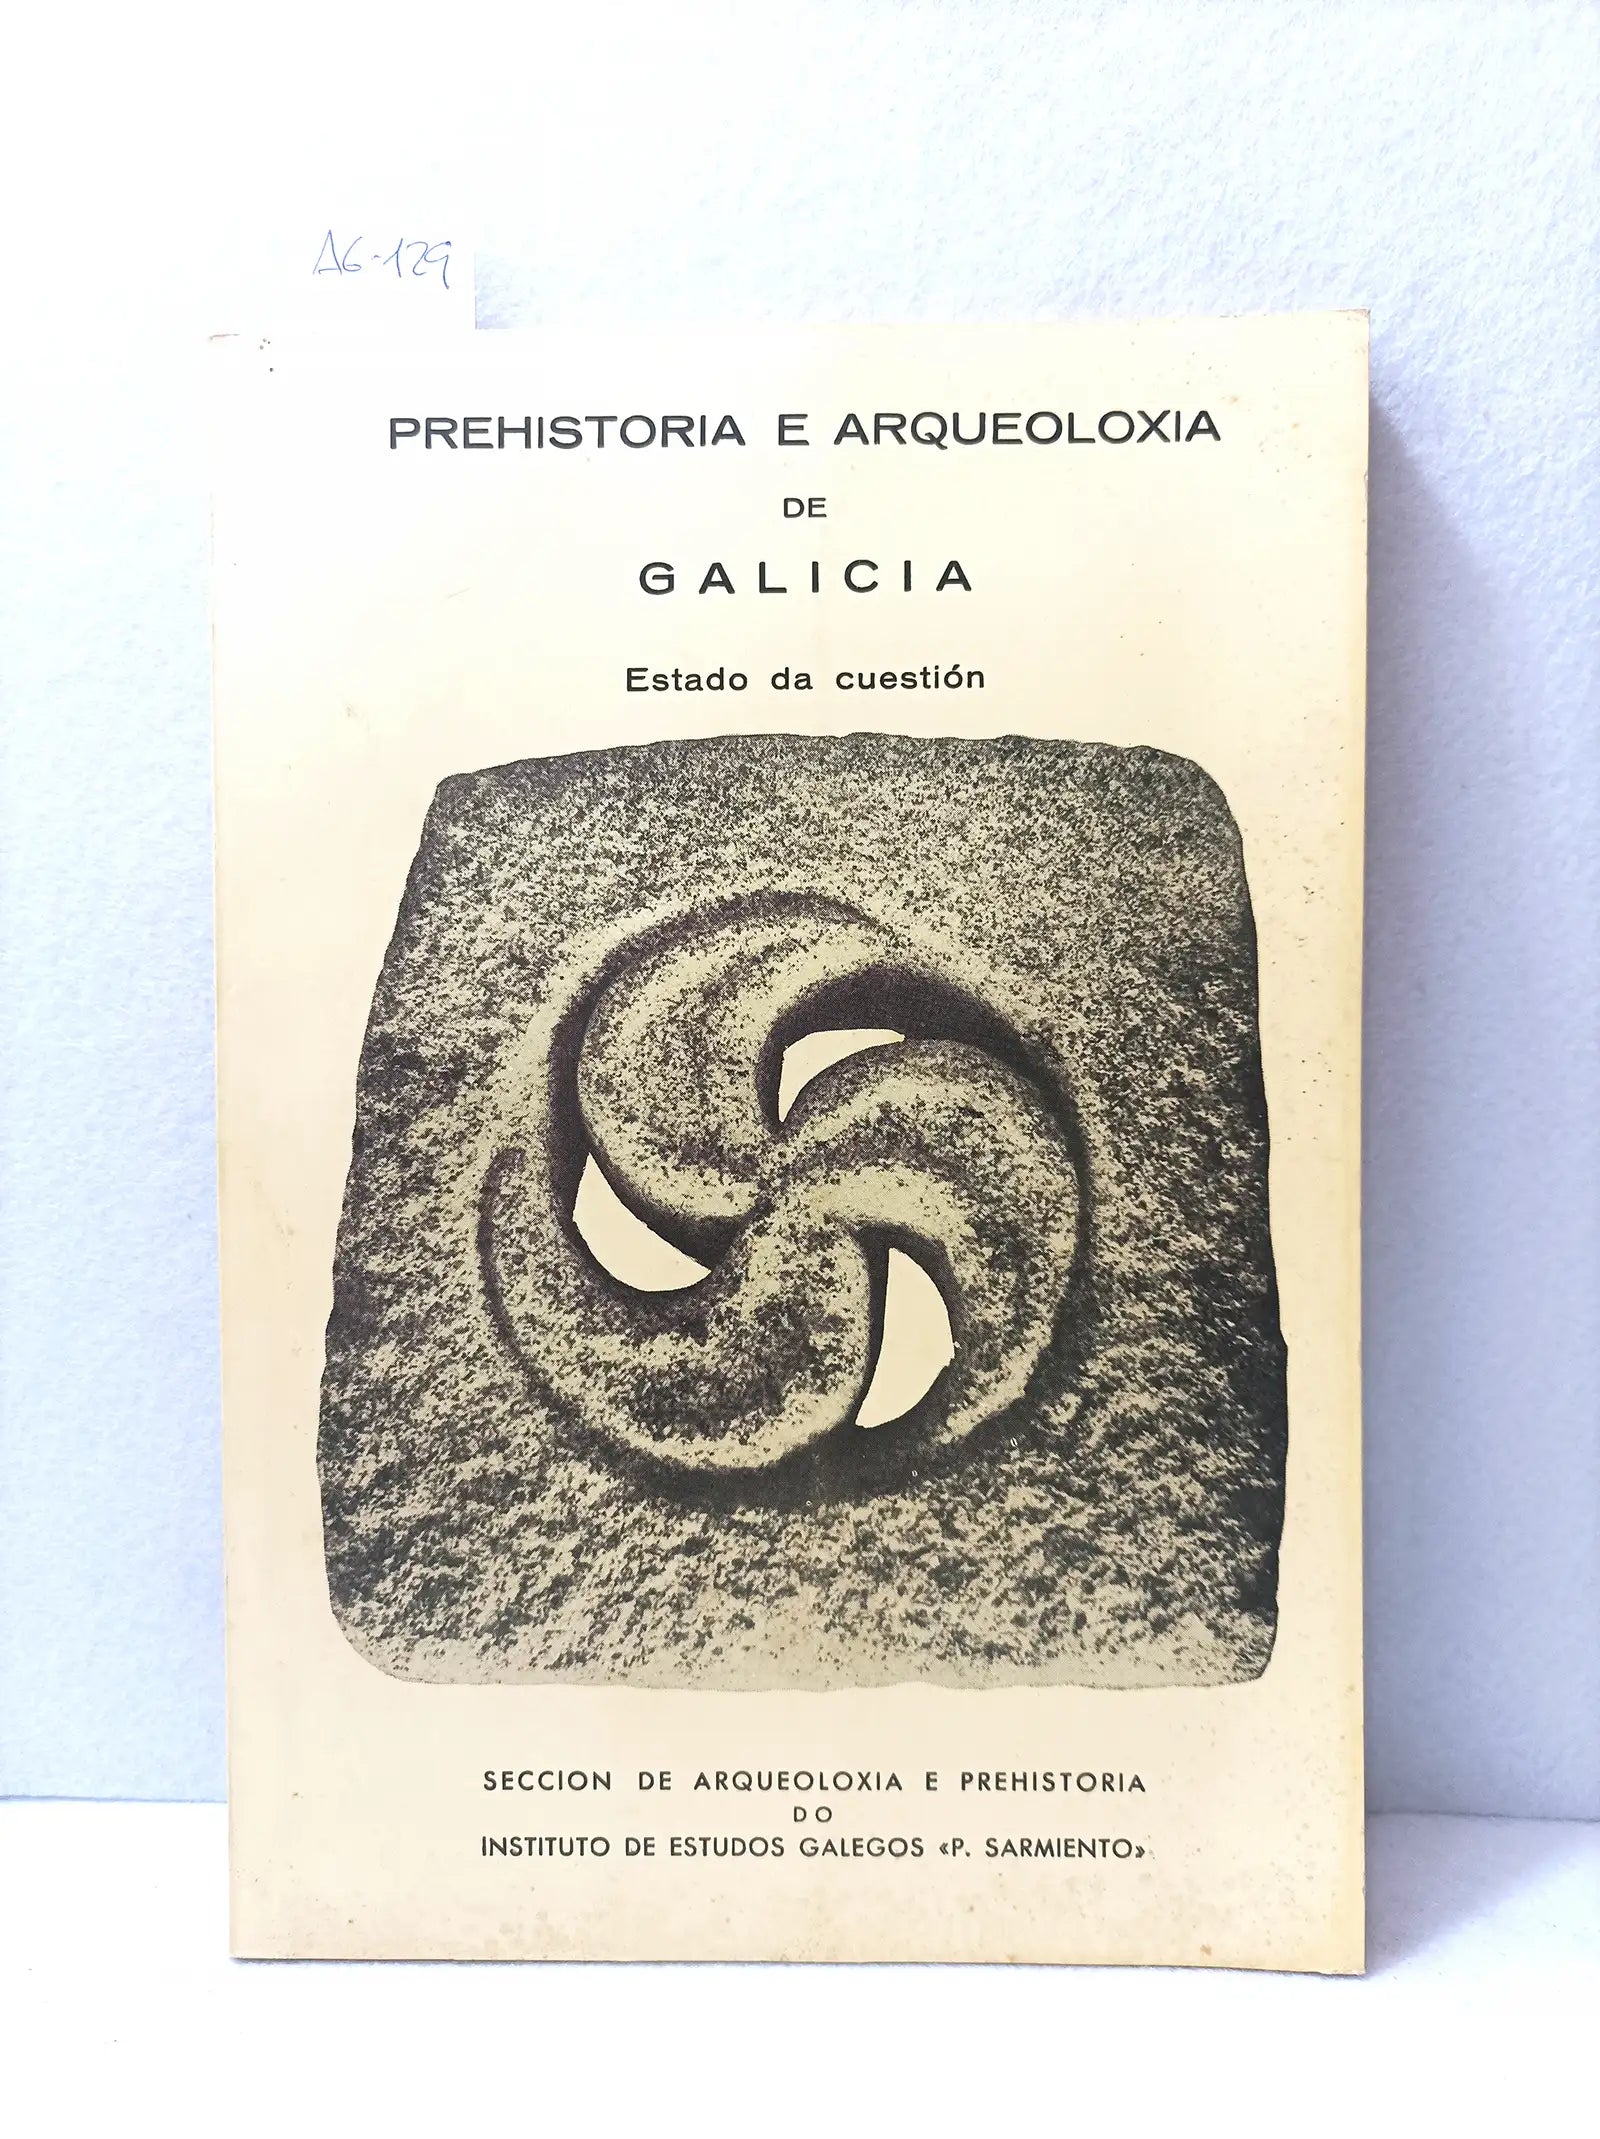 A6-129
PREHISTORIA E ARQUEOLOXIA
DE
GALICIA
Estado da cuestión
SECCION DE ARQUEOLOXIA E PREHISTORIA
DO
INSTITUTO DE ESTUDOS GALEGOS «P. SARMIENTO»